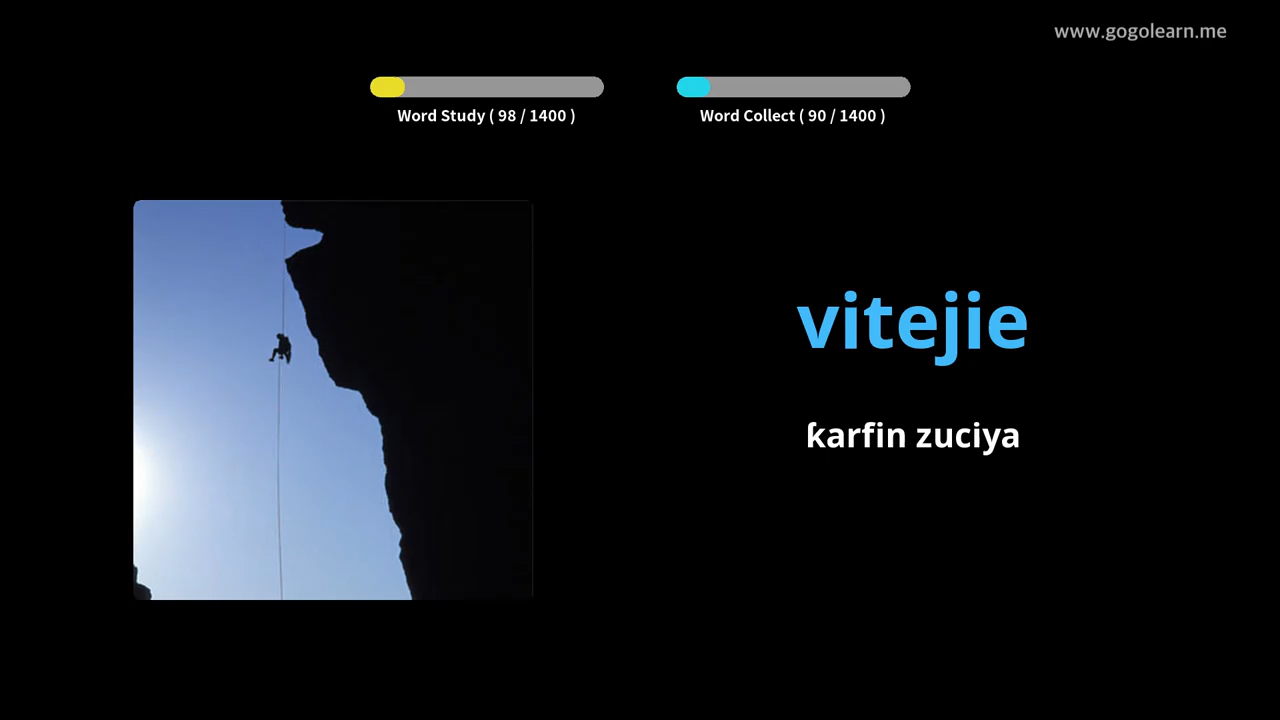 www.gogolearn.me
Word Study ( 98 / 1400 )
Word Collect ( 90 / 1400 )
vitejie
ƙarfin zuciya